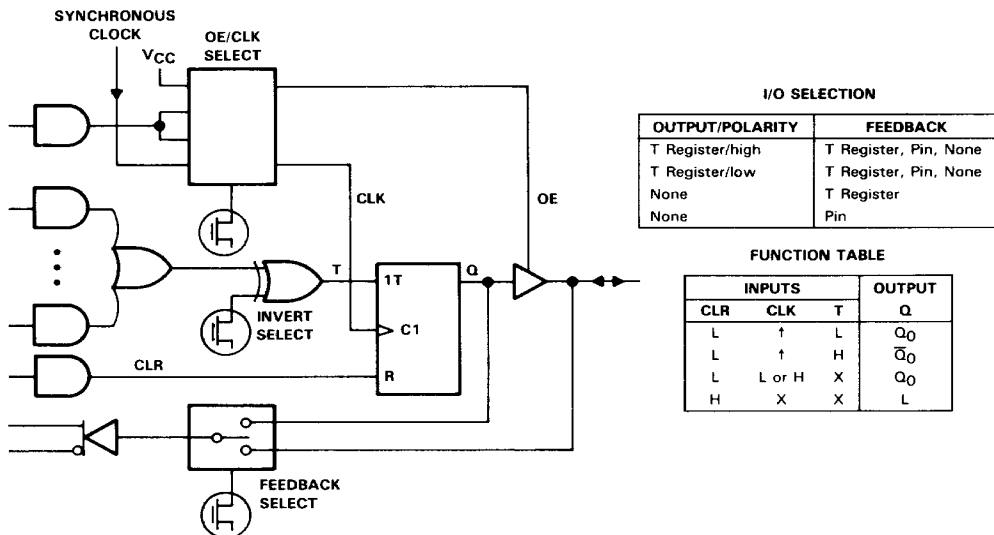 SYNCHRONOUS
CLOCK
OE/CLK
SELECT
VCC
CLK
OE
T
1T
Q
C1
INVERT
SELECT
CLR
R
FEEDBACK
SELECT
I/O SELECTION
OUTPUT/POLARITY FEEDBACK
T Register/high T Register, Pin, None
T Register/low T Register, Pin, None
None T Register
None Pin
FUNCTION TABLE
INPUTS OUTPUT
CLR CLK T Q
L ↑ L Q0
L ↑ H Q̅0
L L or H X Q0
H X X L